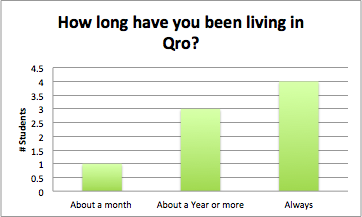 How long have you been living in
Qro?
# Students
4.5
4
3.5
3
2.5
2
1.5
1
0.5
0
About a month
About a Year or more
Always